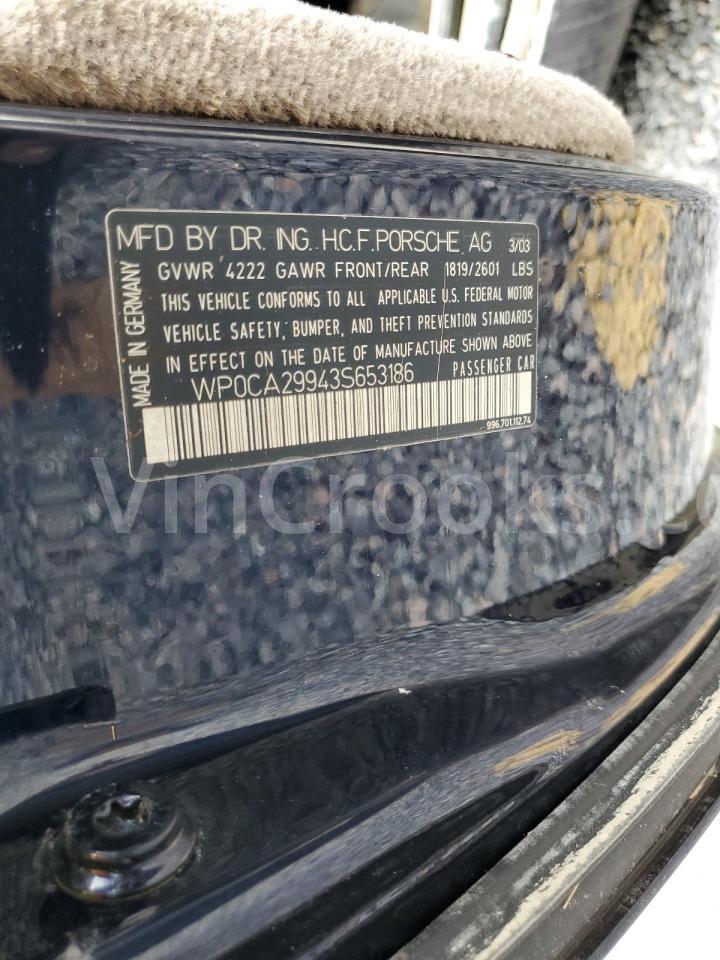 MFD BY DR. ING. H.C.F. PORSCHE AG 3/03
GVWR 4222 GAWR FRONT/REAR 1819/2601 LBS
THIS VEHICLE CONFORMS TO ALL APPLICABLE U.S. FEDERAL MOTOR
VEHICLE SAFETY, BUMPER, AND THEFT PREVENTION STANDARDS
IN EFFECT ON THE DATE OF MANUFACTURE SHOWN ABOVE
WP0CA29943S653186 PASSENGER CAR
996.701.112.74
MADE IN GERMANY
VinCrooks.co